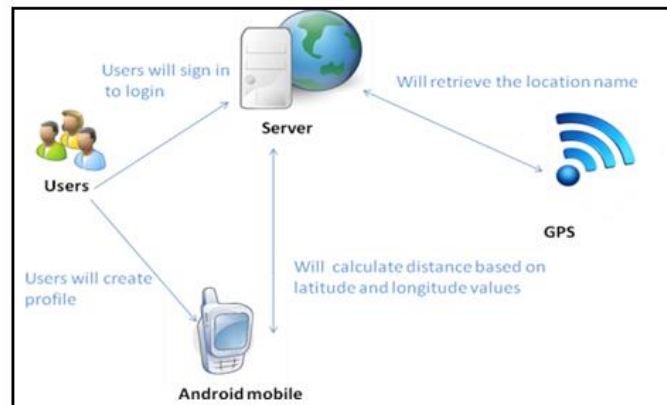 Users will sign in
to login
Will retrieve the location name
Server
Users
GPS
Users will create
profile
Will calculate distance based on
latitude and longitude values
Android mobile